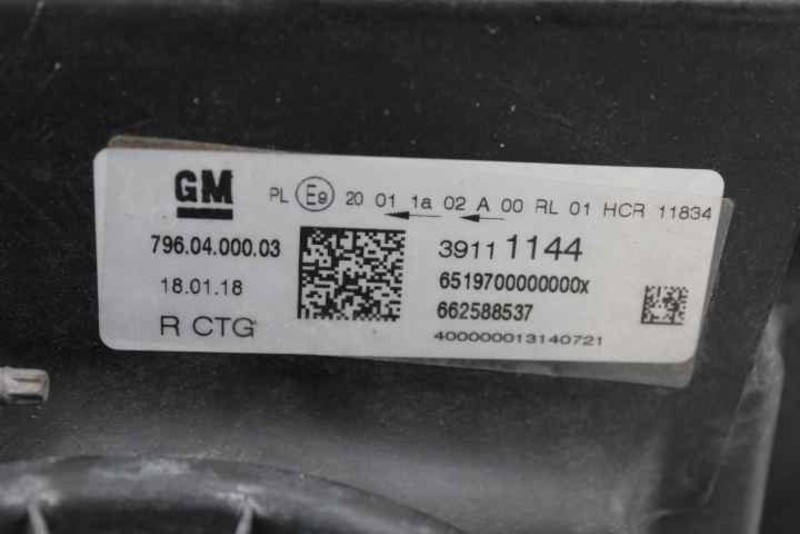 GM PL E9 20 01 1a 02 A 00 RL 01 HCR 11834
796.04.000.03
18.01.18
R CTG
39111144
6519700000000x
662588537
400000013140721